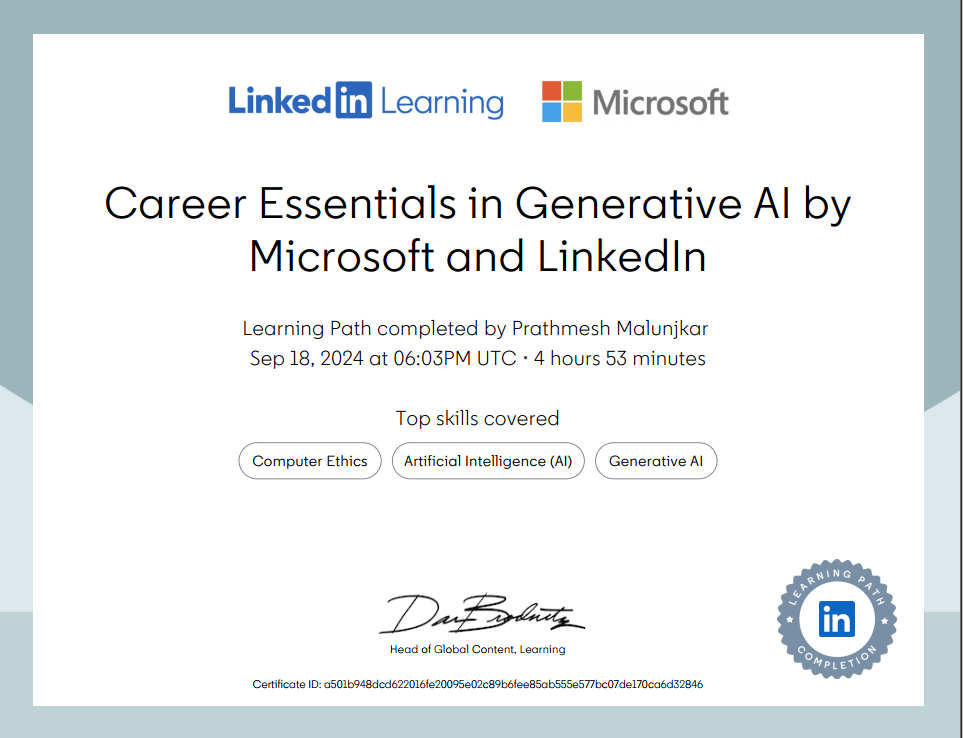 Linked in Learning
Microsoft
Career Essentials in Generative AI by
Microsoft and LinkedIn
Learning Path completed by Prathmesh Malunjkar
Sep 18, 2024 at 06:03PM UTC • 4 hours 53 minutes
Top skills covered
Computer Ethics
Artificial Intelligence (AI)
Generative AI
Dan Brodnitz
Head of Global Content, Learning
Certificate ID: a501b948dcd622016fe20095e02c89b6fee85ab555e577bc07de170ca6d32846
LEARNING PATH
in
COMPLETION